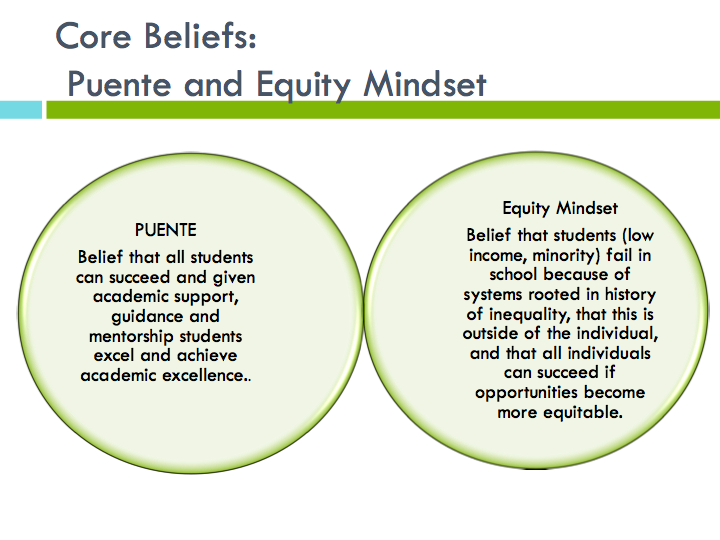 Core Beliefs:
Puente and Equity Mindset
PUENTE
Belief that all students
can succeed and given
academic support,
guidance and
mentorship students
excel and achieve
academic excellence..
Equity Mindset
Belief that students (low
income, minority) fail in
school because of
systems rooted in history
of inequality, that this is
outside of the individual,
and that all individuals
can succeed if
opportunities become
more equitable.